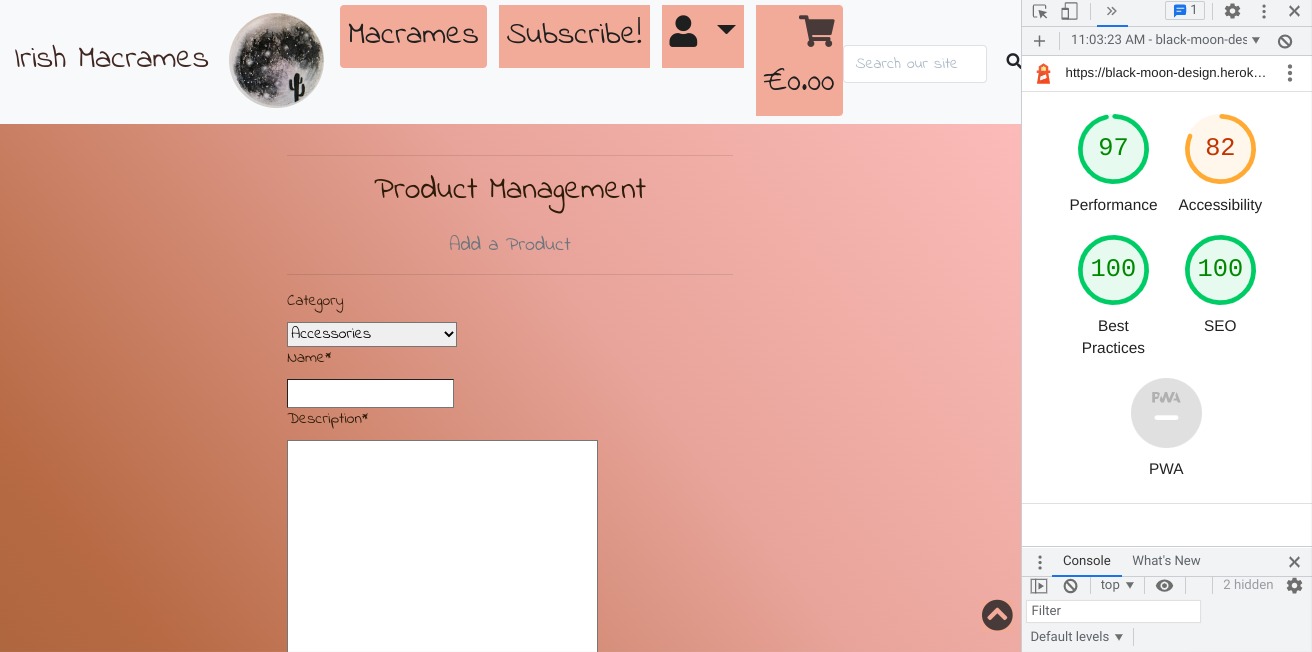 Irish Macrames
Macrames
Subscribe!
€0.00
Search our site
Product Management
Add a Product
Category
Accessories
Name*
Description*
1
11:03:23 AM - black-moon-des
https://black-moon-design.herok...
97
Performance
82
Accessibility
100
Best
Practices
100
SEO
PWA
PWA
Console
What's New
top
2 hidden
Filter
Default levels